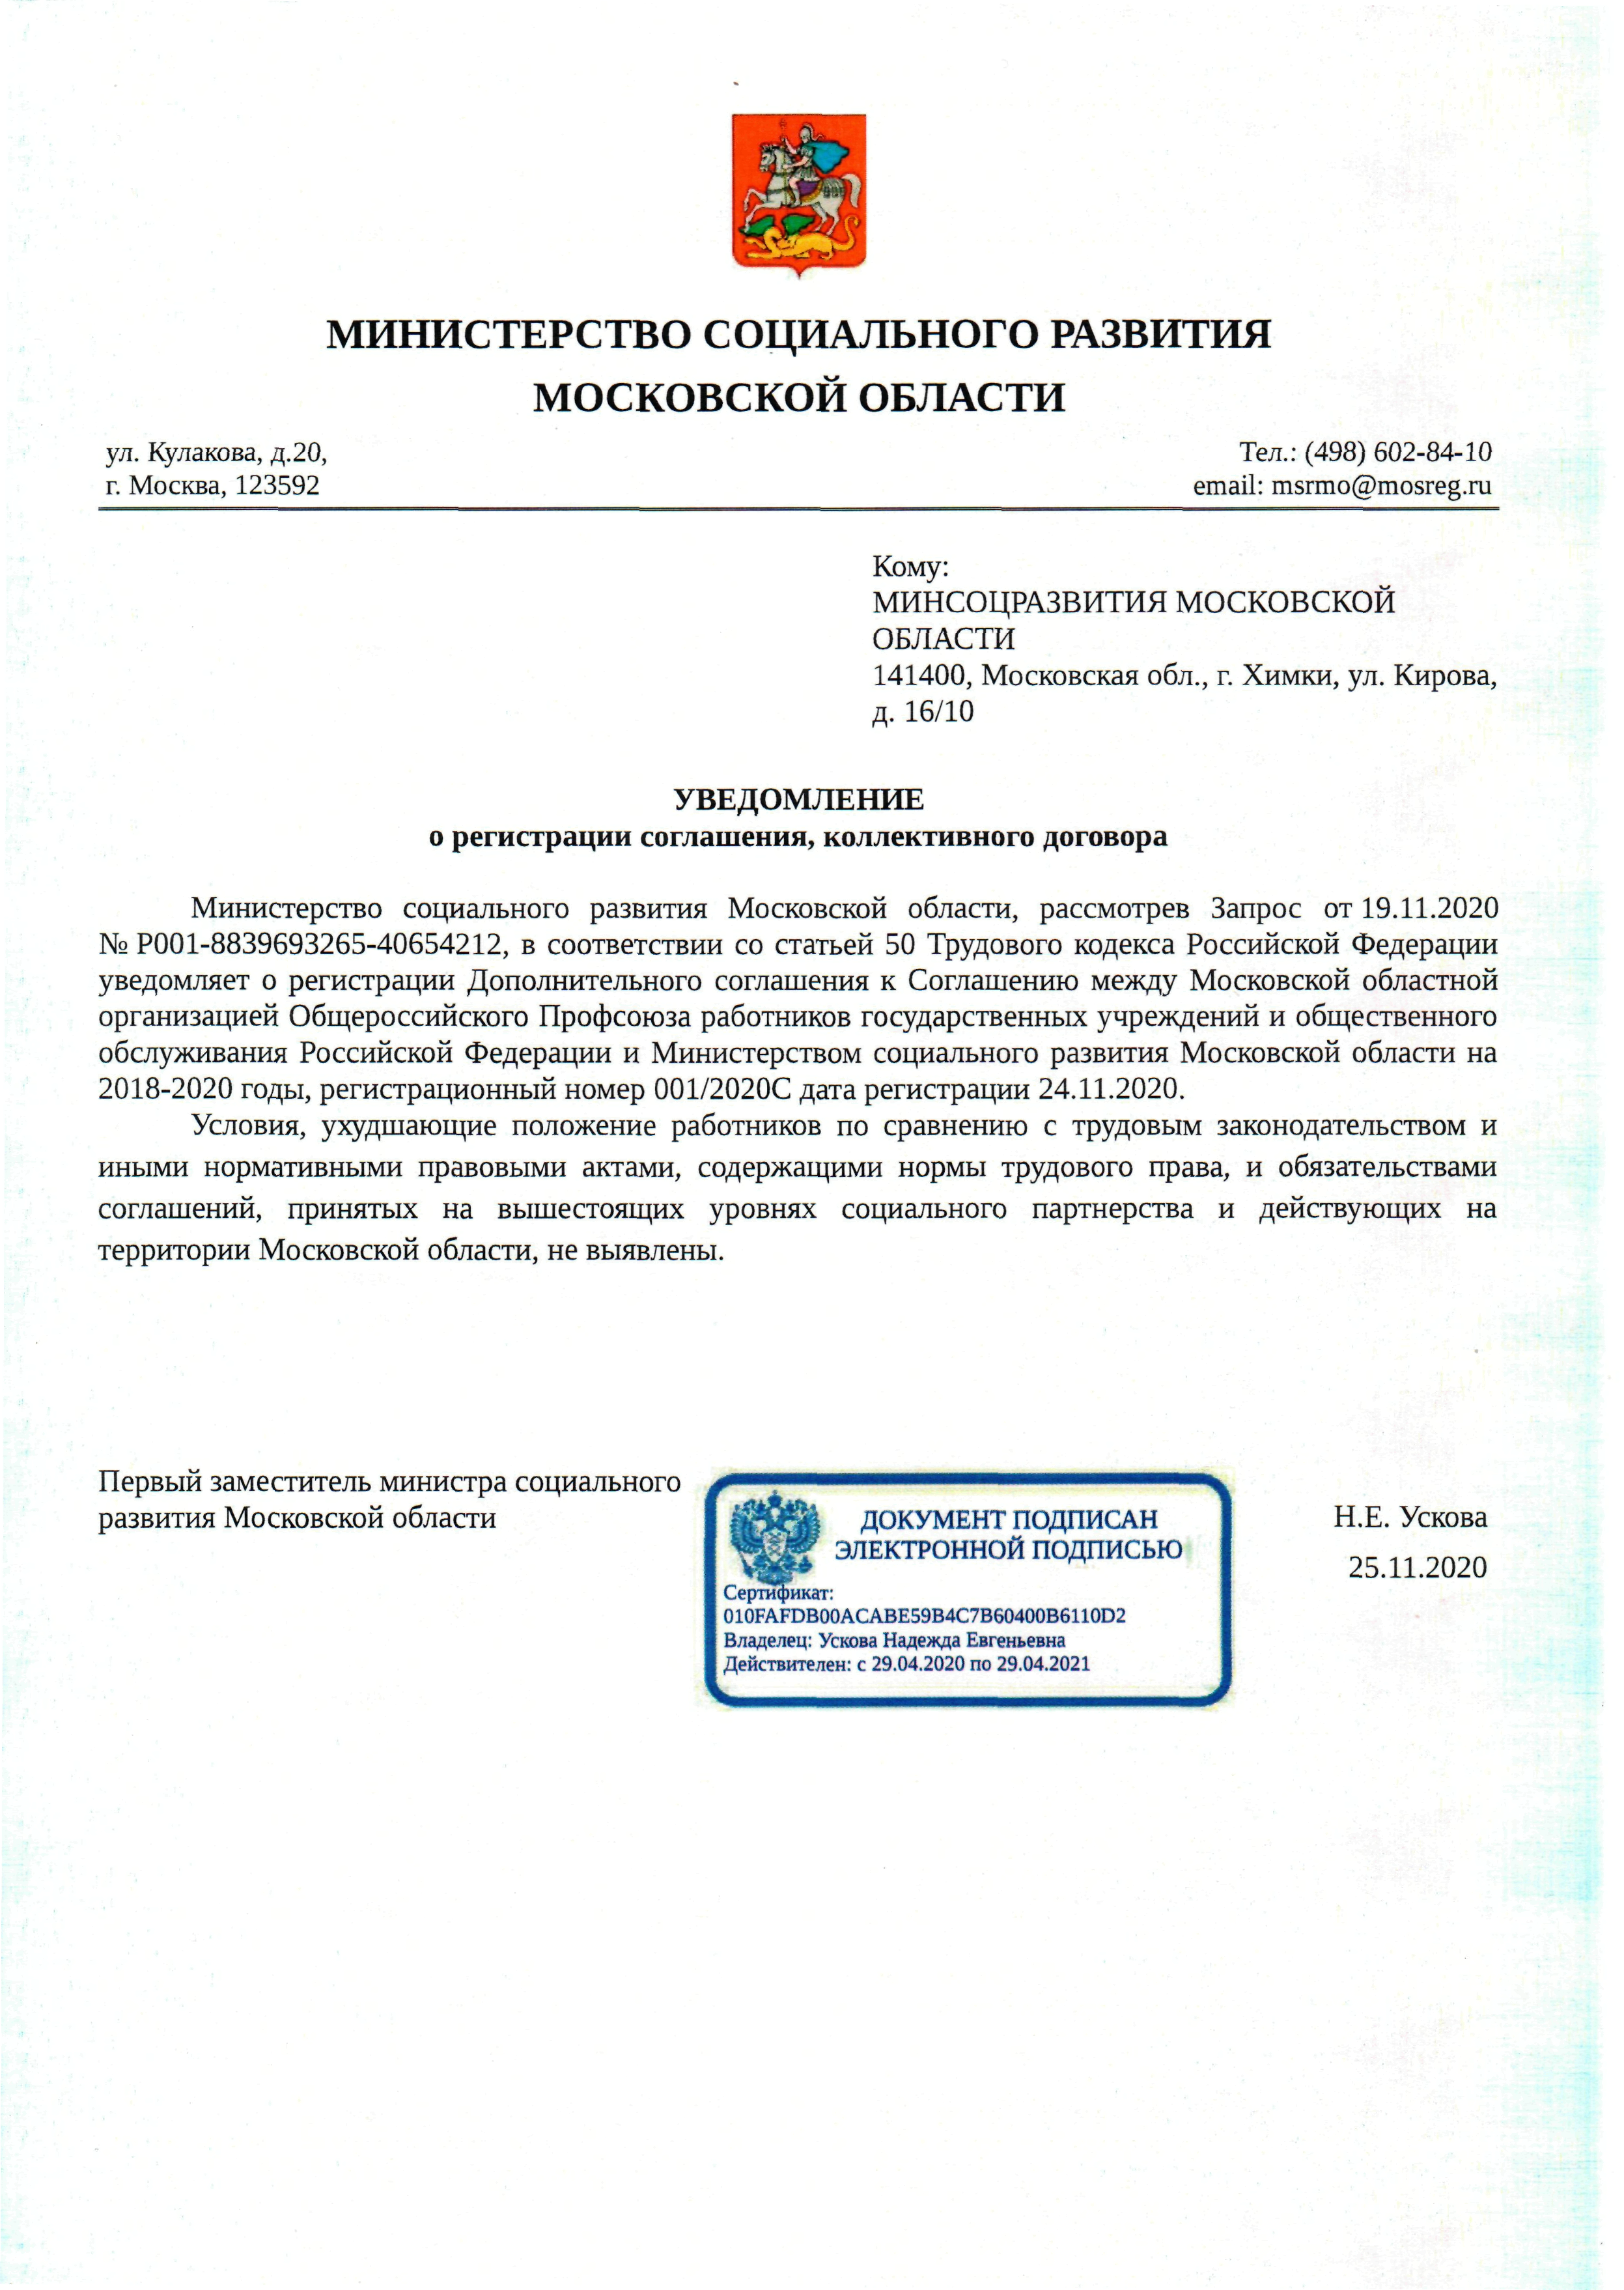 МИНИСТЕРСТВО СОЦИАЛЬНОГО РАЗВИТИЯ
МОСКОВСКОЙ ОБЛАСТИ
ул. Кулакова, д.20,
г. Москва, 123592
Тел.: (498) 602-84-10
email: msrmo@mosreg.ru
Кому:
МИНСОЦРАЗВИТИЯ МОСКОВСКОЙ
ОБЛАСТИ
141400, Московская обл., г. Химки, ул. Кирова,
д. 16/10
УВЕДОМЛЕНИЕ
о регистрации соглашения, коллективного договора
Министерство социального развития Московской области, рассмотрев Запрос от 19.11.2020
№ P001-8839693265-40654212, в соответствии со статьей 50 Трудового кодекса Российской Федерации
уведомляет о регистрации Дополнительного соглашения к Соглашению между Московской областной
организацией Общероссийского Профсоюза работников государственных учреждений и общественного
обслуживания Российской Федерации и Министерством социального развития Московской области на
2018-2020 годы, регистрационный номер 001/2020С дата регистрации 24.11.2020.
Условия, ухудшающие положение работников по сравнению с трудовым законодательством и
иными нормативными правовыми актами, содержащими нормы трудового права, и обязательствами
соглашений, принятых на вышестоящих уровнях социального партнерства и действующих на
территории Московской области, не выявлены.
Первый заместитель министра социального
развития Московской области
ДОКУМЕНТ ПОДПИСАН
ЭЛЕКТРОННОЙ ПОДПИСЬЮ
Сертификат:
010FAFDB00ACABE59B4C7B60400B6110D2
Владелец: Ускова Надежда Евгеньевна
Действителен: с 29.04.2020 по 29.04.2021
Н.Е. Ускова
25.11.2020